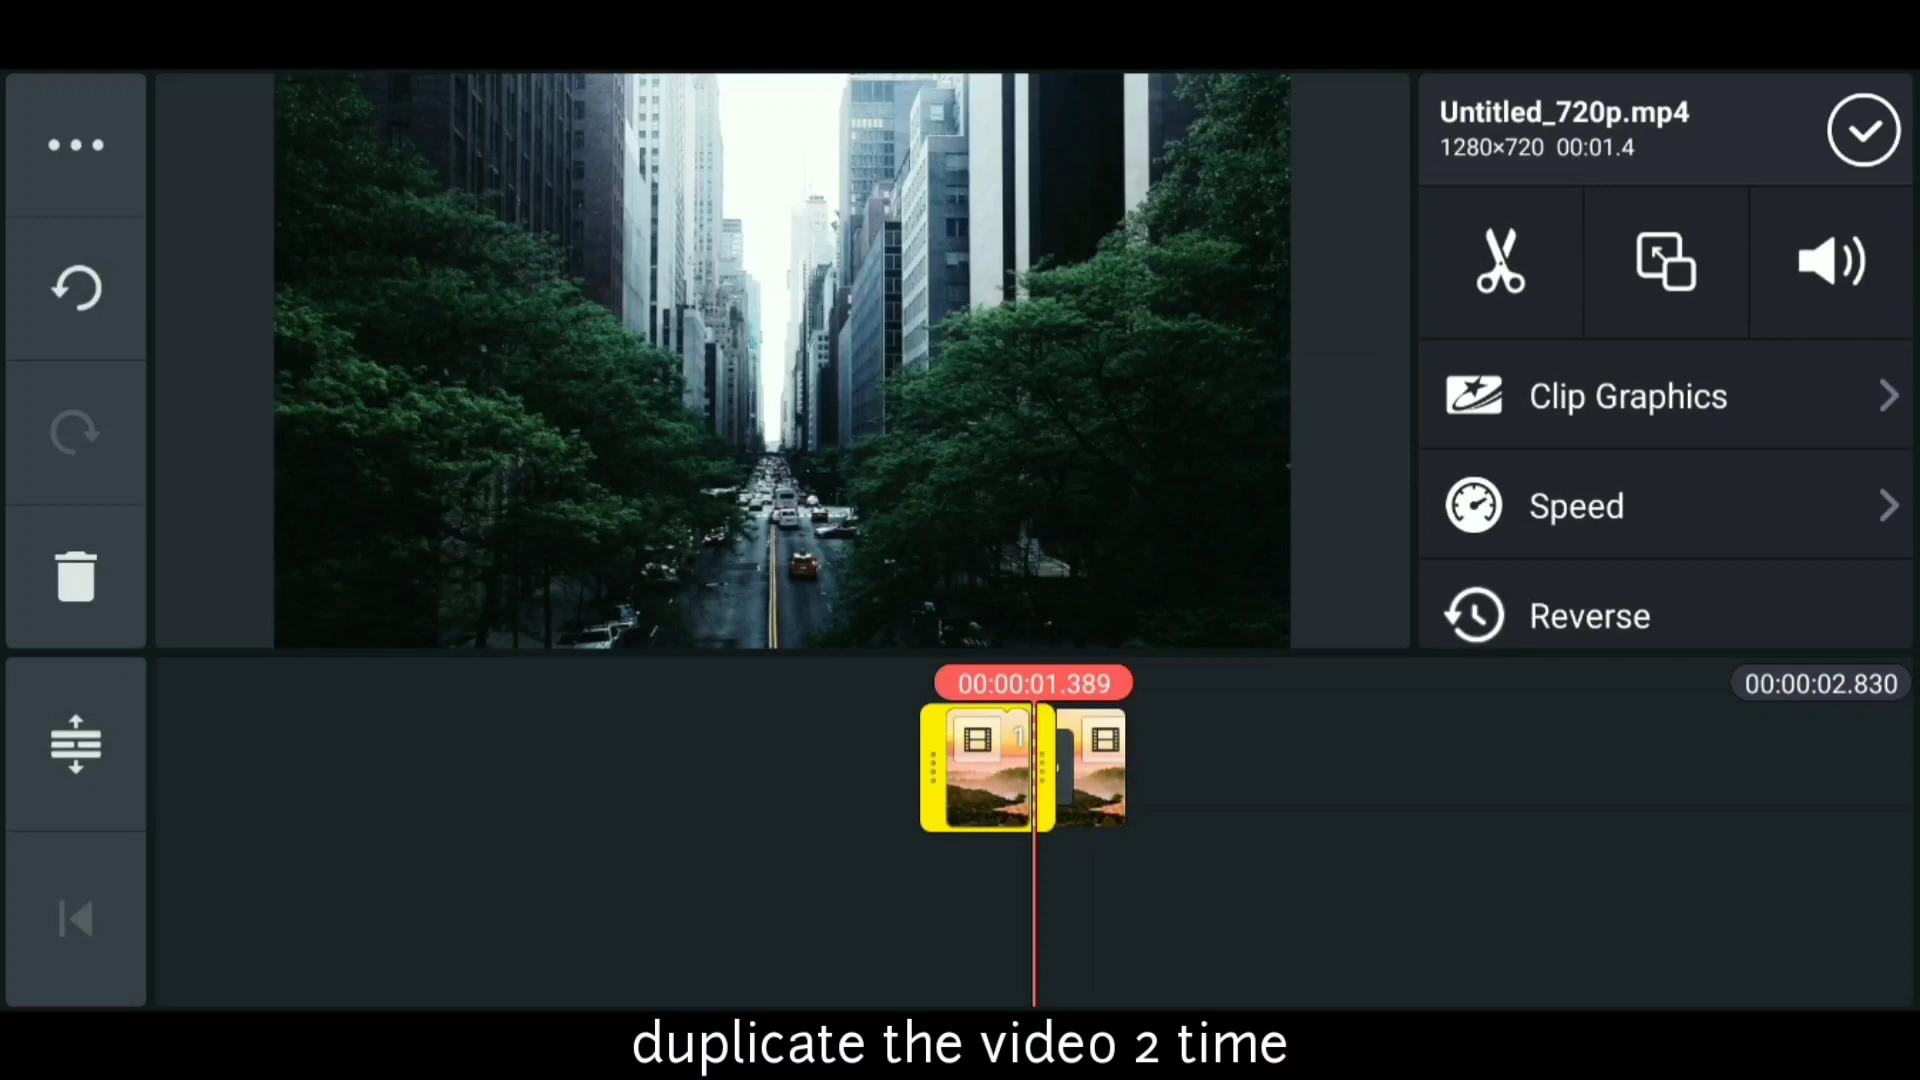 Untitled_720p.mp4
1280×720 00:01.4
Clip Graphics
Speed
Reverse
00:00:01.389
00:00:02.830
1
duplicate the video 2 time